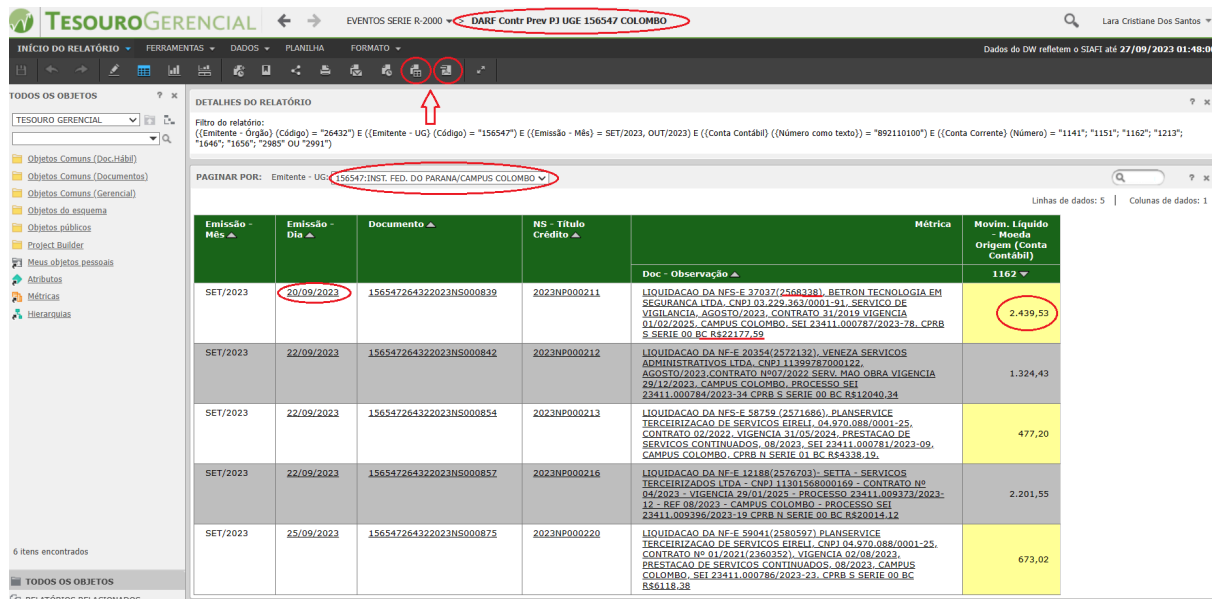 TESOUROGERENCIAL
EVENTOS SERIE R-2000 > DARF Contr Prev PJ UGE 156547 COLOMBO
Lara Cristiane Dos Santos
INÍCIO DO RELATÓRIO FERRAMENTAS DADOS PLANILHA FORMATO
Dados do DW refletem o SIAFI até 27/09/2023 01:48:0
TODOS OS OBJETOS ? x
TESOURO GERENCIAL
Objetos Comuns (Doc.Hábil)
Objetos Comuns (Documentos)
Objetos Comuns (Gerencial)
Objetos do esquema
Objetos públicos
Project Builder
Meus objetos pessoais
Atributos
Métricas
Hierarquias
6 itens encontrados
TODOS OS OBJETOS
RELATÓRIOS RELACIONADOS
DETALHES DO RELATÓRIO ? x
Filtro do relatório:
({Emitente - Órgão} (Código) = "26432") E ({Emitente - UG} (Código) = "156547") E ({Emissão - Mês} = SET/2023, OUT/2023) E ({Conta Contábil} ({Número como texto}) = "892110100") E ({Conta Corrente} (Número) = "1141"; "1151"; "1162"; "1213";
"1646"; "1656"; "2985" OU "2991")
PAGINAR POR: Emitente - UG: 156547:INST. FED. DO PARANA/CAMPUS COLOMBO ? x
Linhas de dados: 5 | Colunas de dados: 1
Emissão - Emissão - Documento NS - Título Métrica Movim. Líquido
Mês Dia Crédito - Moeda
Origem (Conta
Contábil)
Doc - Observação 1162
SET/2023 20/09/2023 156547264322023NS000839 2023NP000211 LIQUIDACAO DA NFS-E 37037(2568338), BETRON TECNOLOGIA EM
SEGURANCA LTDA, CNPJ 03.229.363/0001-91, SERVICO DE
VIGILANCIA, AGOSTO/2023, CONTRATO 31/2019 VIGENCIA 2.439,53
01/02/2025, CAMPUS COLOMBO, SEI 23411.000787/2023-78. CPRB
S SERIE 00 BC R$22177,59
SET/2023 22/09/2023 156547264322023NS000842 2023NP000212 LIQUIDACAO DA NF-E 20354(2572132), VENEZA SERVICOS
ADMINISTRATIVOS LTDA, CNPJ 11399787000122,
AGOSTO/2023,CONTRATO Nº07/2022 SERV. MAO OBRA VIGENCIA 1.324,43
29/12/2023, CAMPUS COLOMBO, PROCESSO SEI
23411.000784/2023-34 CPRB S SERIE 00 BC R$12040,34
SET/2023 22/09/2023 156547264322023NS000854 2023NP000213 LIQUIDACAO DA NFS-E 58759 (2571686), PLANSERVICE
TERCEIRIZACAO DE SERVICOS EIRELI, 04.970.088/0001-25,
CONTRATO 02/2022, VIGENCIA 31/05/2024, PRESTACAO DE 477,20
SERVICOS CONTINUADOS, 08/2023, SEI 23411.000781/2023-09,
CAMPUS COLOMBO, CPRB N SERIE 01 BC R$4338,19.
SET/2023 22/09/2023 156547264322023NS000857 2023NP000216 LIQUIDACAO DA NF-E 12188(2576703)- SETTA - SERVICOS
TERCEIRIZADOS LTDA - CNPJ 11301568000169 - CONTRATO Nº
04/2023 - VIGENCIA 29/01/2025 - PROCESSO 23411.009373/2023- 2.201,55
12 - REF 08/2023 - CAMPUS COLOMBO - PROCESSO SEI
23411.009396/2023-19 CPRB N SERIE 00 BC R$20014,12
SET/2023 25/09/2023 156547264322023NS000875 2023NP000220 LIQUIDACAO DA NF-E 59041(2580597) PLANSERVICE
TERCEIRIZACAO DE SERVICOS EIRELI, CNPJ 04.970.088/0001-25,
CONTRATO Nº 01/2021(2360352), VIGENCIA 02/08/2023, 673,02
PRESTACAO DE SERVICOS CONTINUADOS, 08/2023, CAMPUS
COLOMBO, SEI 23411.000786/2023-23. CPRB S SERIE 00 BC
R$6118,38